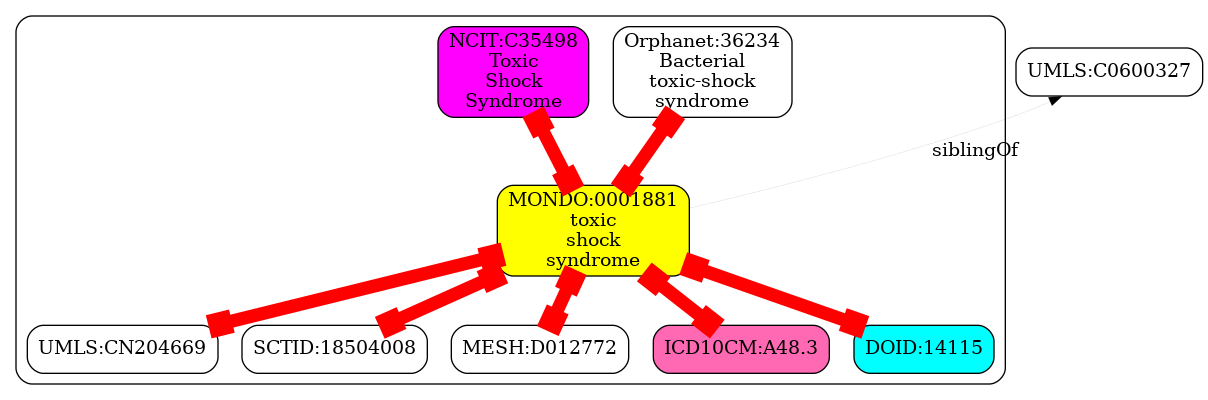 NCIT:C35498
Toxic
Shock
Syndrome
Orphanet:36234
Bacterial
toxic-shock
syndrome
UMLS:C0600327
siblingOf
MONDO:0001881
toxic
shock
syndrome
UMLS:CN204669
SCTID:18504008
MESH:D012772
ICD10CM:A48.3
DOID:14115